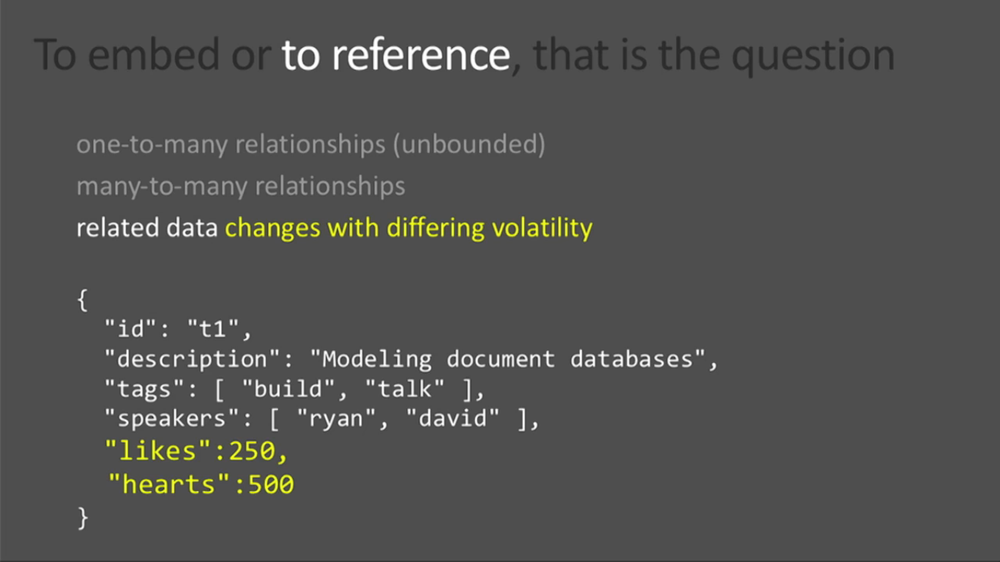 To embed or to reference, that is the question
one-to-many relationships (unbounded)
many-to-many relationships
related data changes with differing volatility
{
"id": "t1",
"description": "Modeling document databases",
"tags": [ "build", "talk" ],
"speakers": [ "ryan", "david" ],
"likes":250,
"hearts":500
}